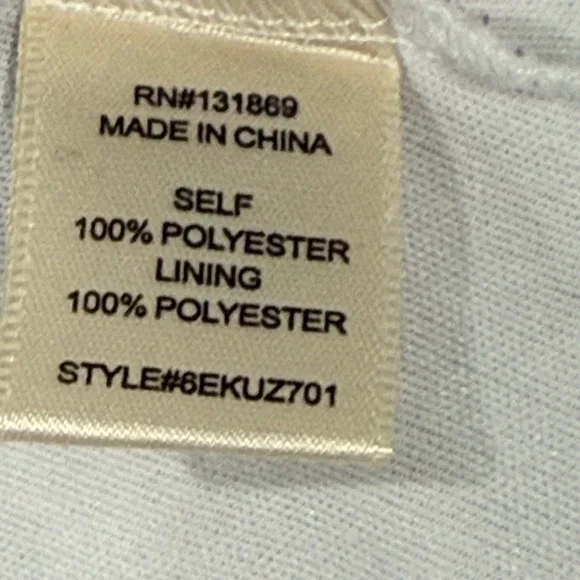 RN#131869
MADE IN CHINA
SELF
100% POLYESTER
LINING
100% POLYESTER
STYLE#6EKUZ701